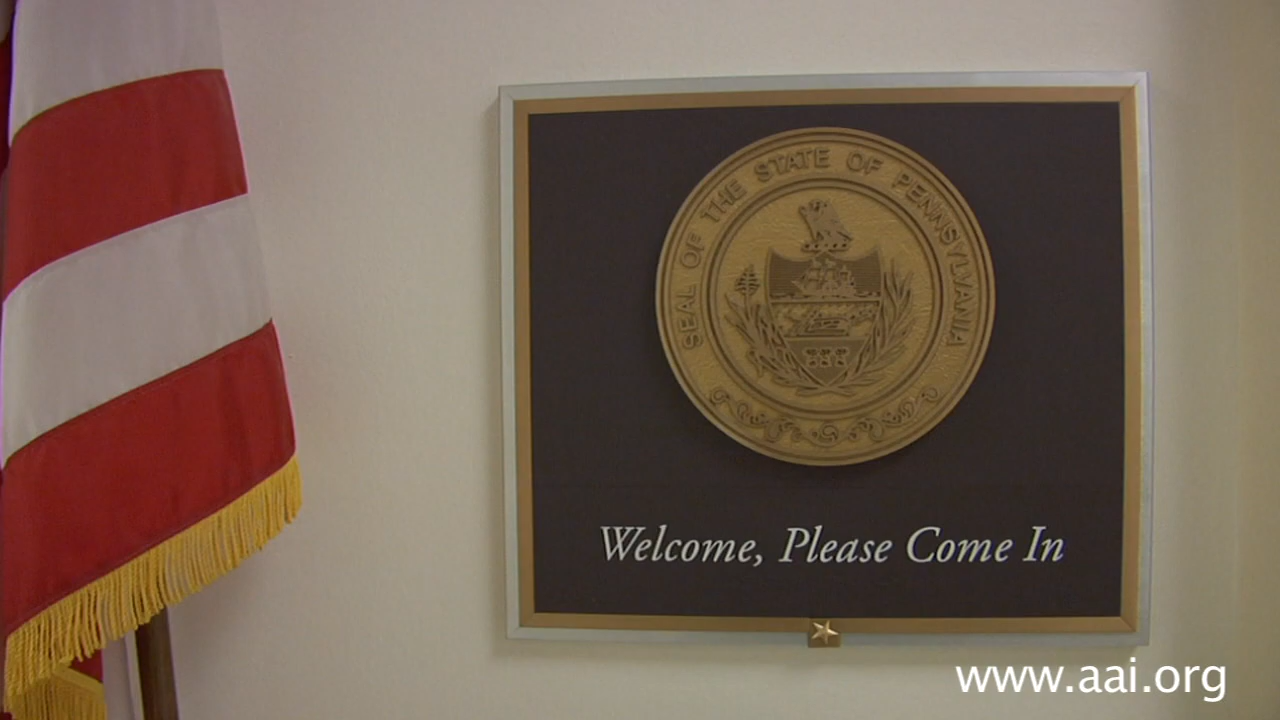 SEAL OF THE STATE OF PENNSYLVANIA
Welcome, Please Come In
www.aai.org